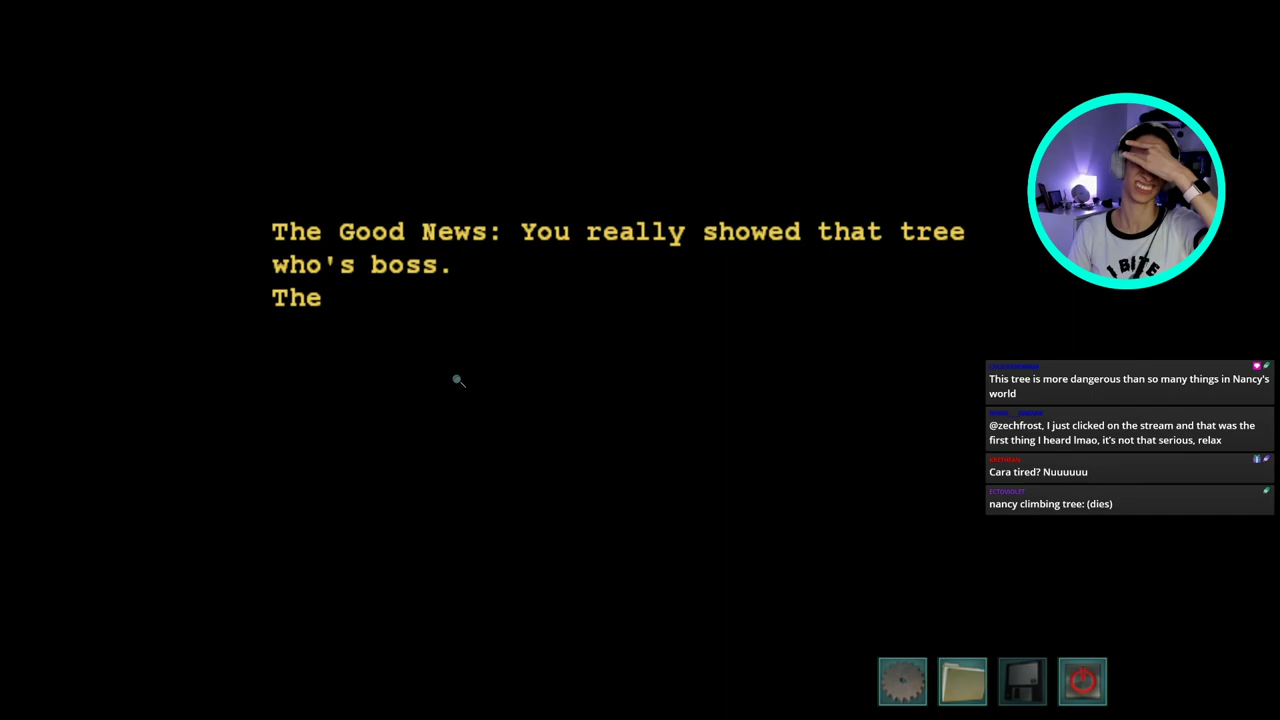 The Good News: You really showed that tree
who's boss.
The
I BITE
This tree is more dangerous than so many things in Nancy's
world
@zechfrost, I just clicked on the stream and that was the
first thing I heard lmao, it's not that serious, relax
Cara tired? Nuuuuuu
ECTOVIOLET
nancy climbing tree: (dies)